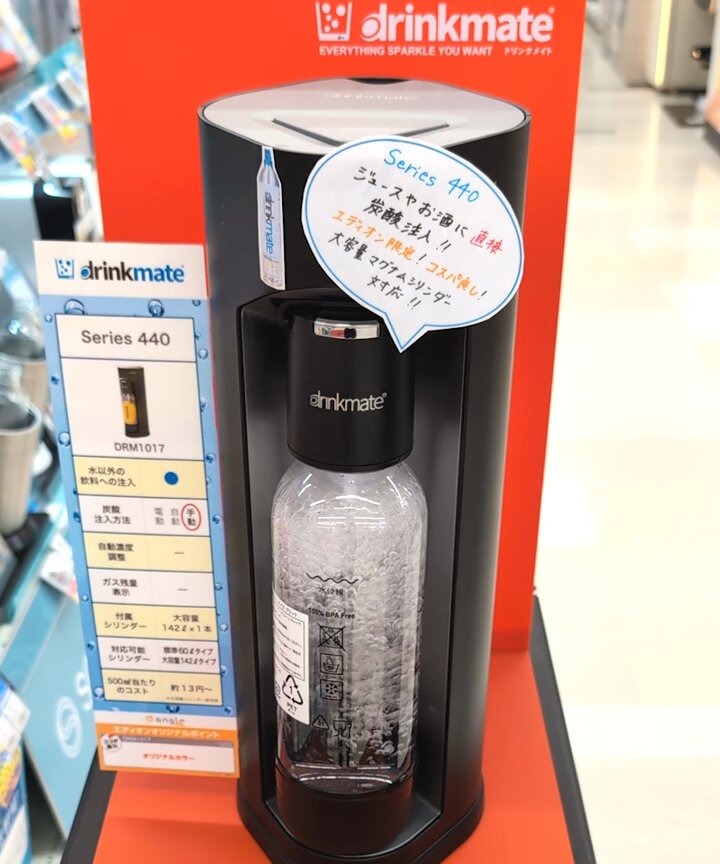 drinkmate®
EVERYTHING SPARKLE YOU WANT ドリンクメイト
drinkmate
Series 440
ジュースやお酒に直接
炭酸注入!!
エディオン限定! コスパ良し!
大容量マグナムシリンダー
対応!!
drinkmate®
水位線
100% BPA Free
PET
drinkmate®
Series 440
DRM1017
水以外の
飲料への注入
炭酸
注入方法
電動 自動 手動
自動濃度
調整
ー
ガス残量
表示
ー
付属
シリンダー
大容量
142ℓ×1本
対応可能
シリンダー
標準60ℓタイプ
大容量142ℓタイプ
500㎖当たり
のコスト
約13円~
angle
エディオンオリジナルポイント
DRM1017
オリジナルカラー